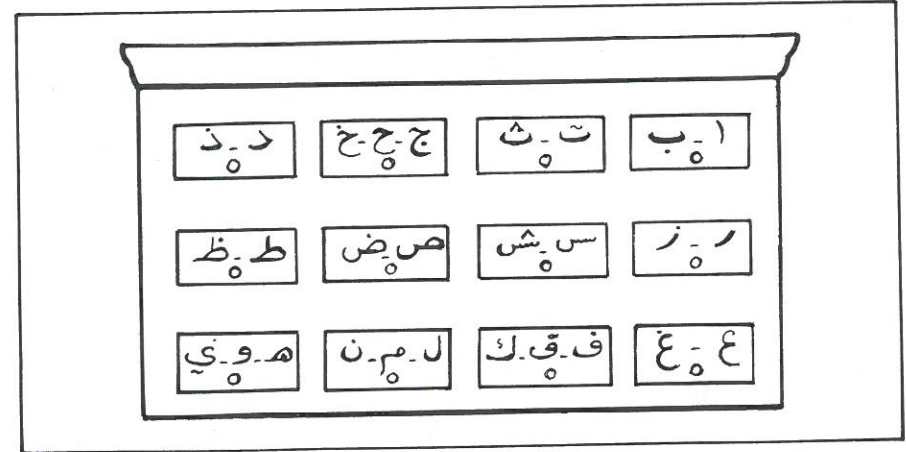 ا - ب
ت - ث
ج - ح - خ
د - ذ
ر - ز
س - ش
ص - ض
ط - ظ
ع - غ
ف - ق - ك
ل - م - ن
هـ - و - ي